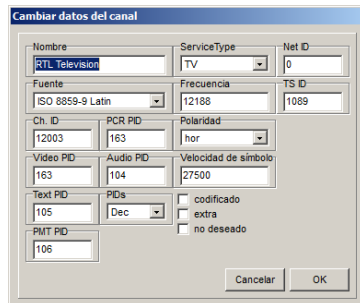 Cambiar datos del canal
Nombre ServiceType Net ID
RTL Television TV 0
Fuente Frecuencia TS ID
ISO 8859-9 Latin 12188 1089
Ch. ID PCR PID Polaridad
12003 163 hor
Video PID Audio PID Velocidad de símbolo
163 104 27500
Text PID PIDs codificado
105 Dec extra
no deseado
PMT PID
106
Cancelar OK